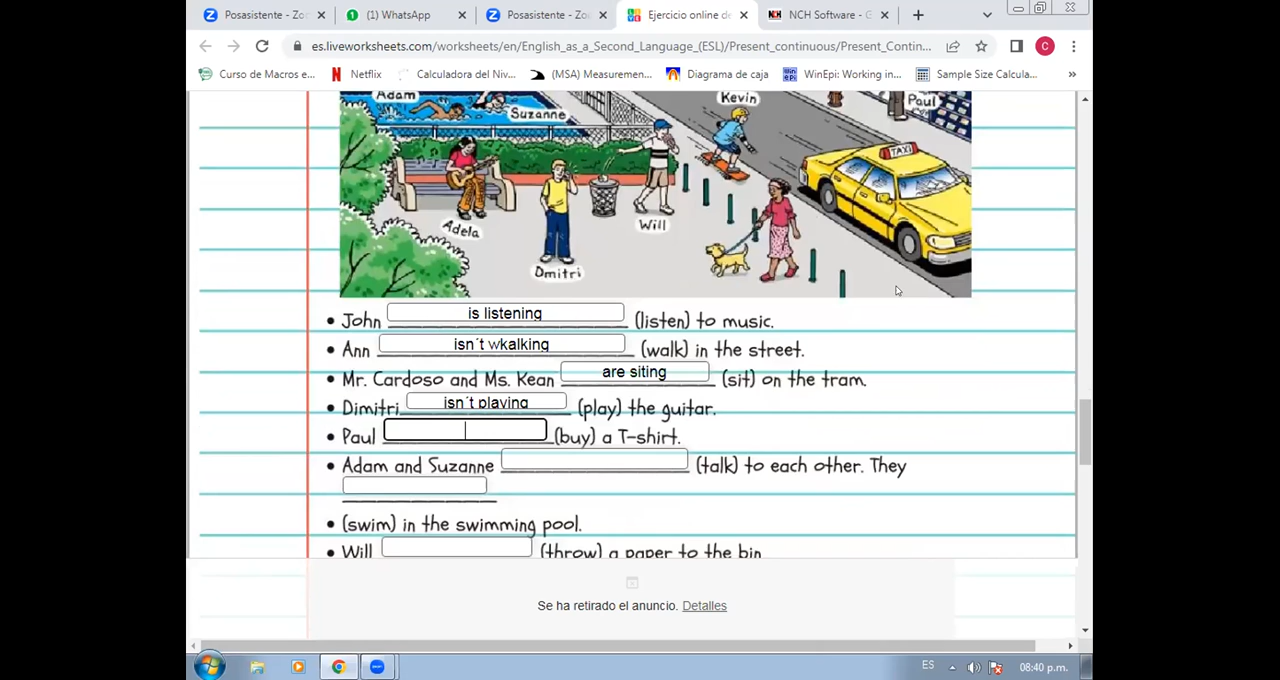 Posasistente - Zo
(1) WhatsApp
Posasistente - Zo
Ejercicio online de
NCH Software - G
es.liveworksheets.com/worksheets/en/English_as_a_Second_Language_(ESL)/Present_continuous/Present_Contin...
C
Curso de Macros e...
Netflix
Calculadora del Niv...
(MSA) Measuremen...
Diagrama de caja
WinEpi: Working in...
Sample Size Calcula...
»
Adam
Suzanne
Kevin
Paul
TAXI
Adela
Will
Dmitri
• John is listening (listen) to music.
• Ann isn´t wkalking (walk) in the street.
• Mr. Cardoso and Ms. Kean are siting (sit) on the tram.
• Dimitri isn´t playing (play) the guitar.
• Paul (buy) a T-shirt.
• Adam and Suzanne (talk) to each other. They
• (swim) in the swimming pool.
• Will (throw) a paper to the bin
Se ha retirado el anuncio. Detalles
ES
08:40 p.m.